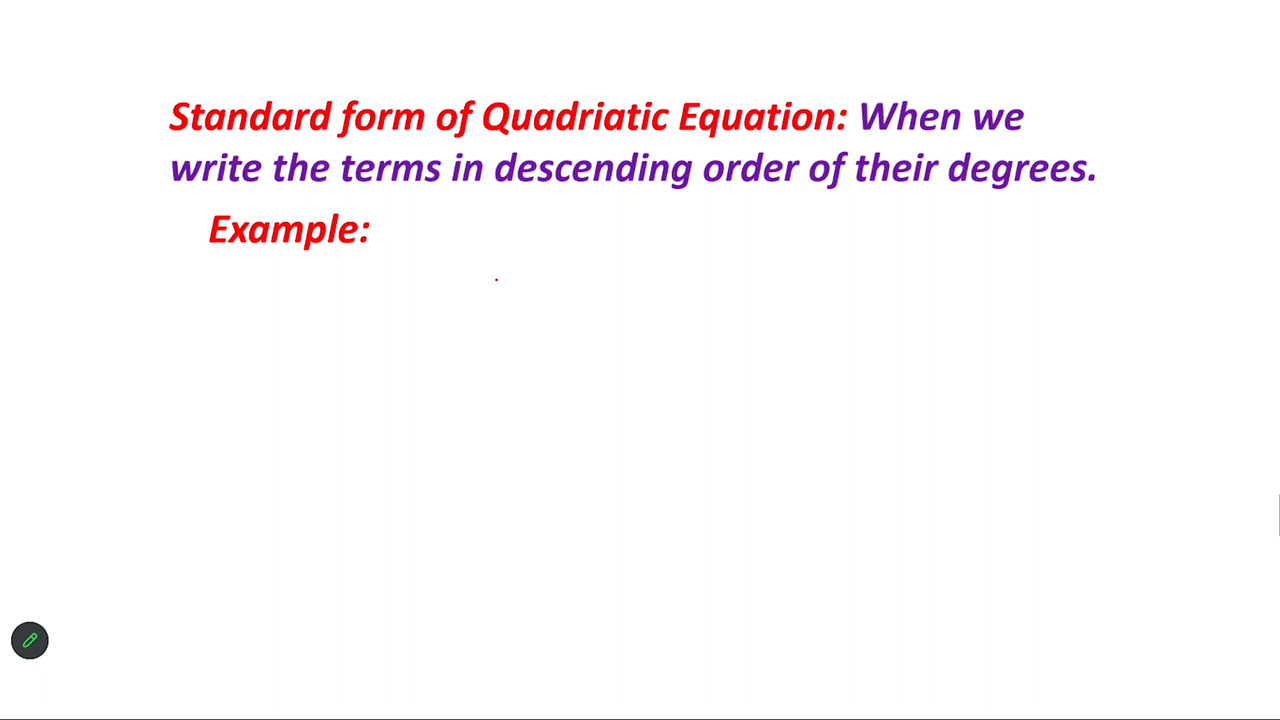 Standard form of Quadriatic Equation: When we
write the terms in descending order of their degrees.
Example: